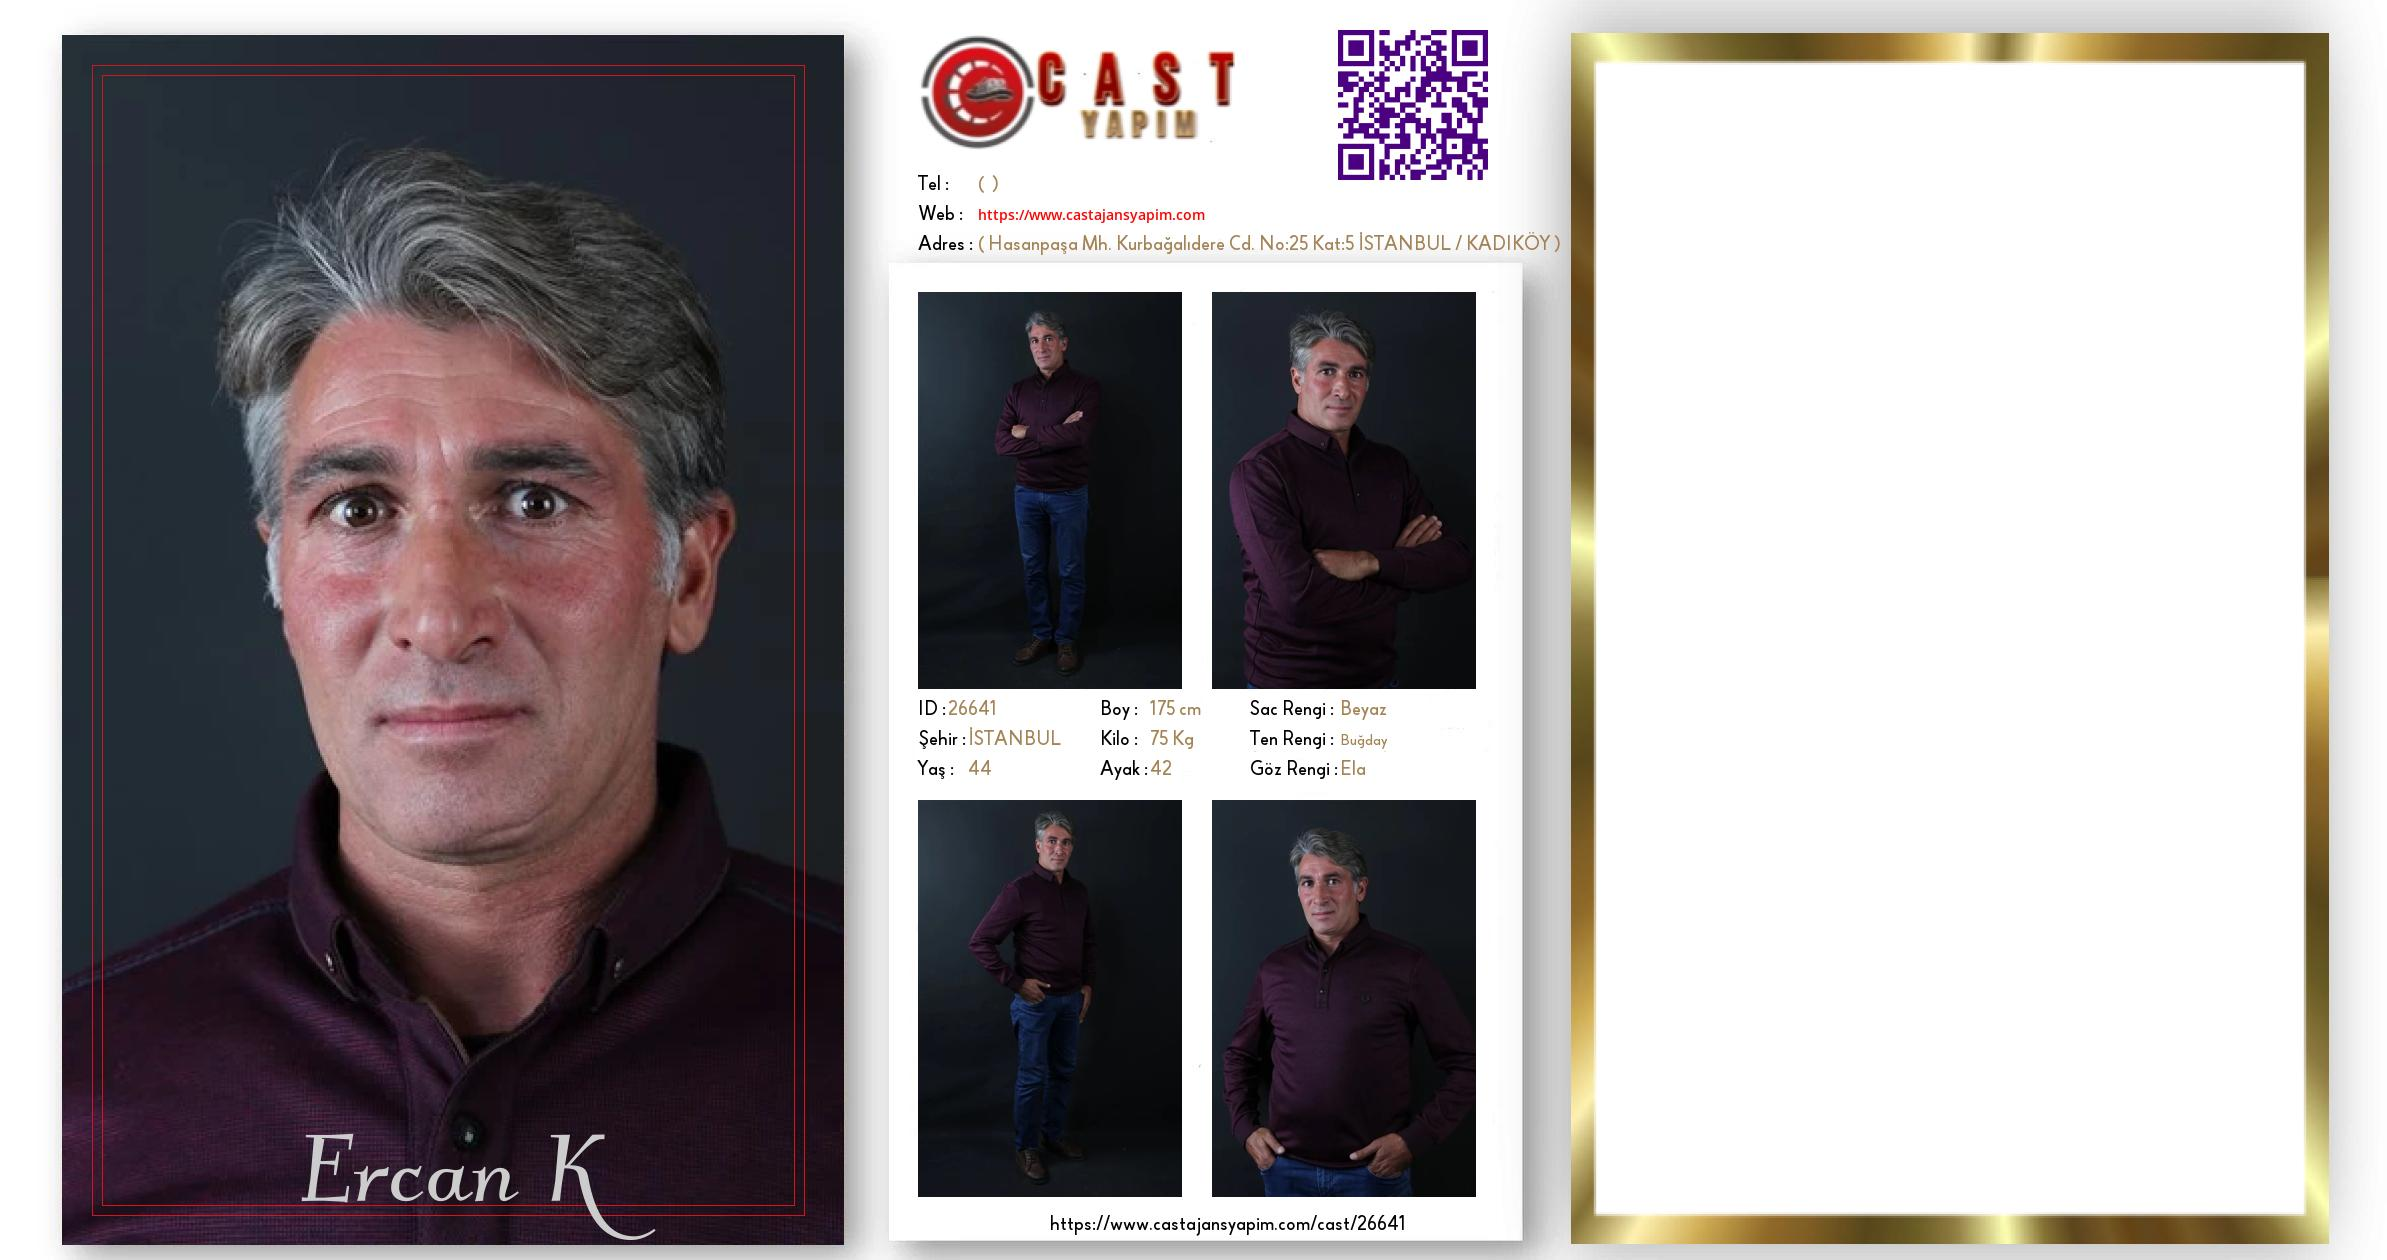 Ercan K
CAST
YAPIM
Tel : ( )
Web : https://www.castajansyapim.com
Adres : ( Hasanpaşa Mh. Kurbağalıdere Cd. No:25 Kat:5 İSTANBUL / KADIKÖY )
ID : 26641 Boy : 175 cm Sac Rengi : Beyaz
Şehir : İSTANBUL Kilo : 75 Kg Ten Rengi : Buğday
Yaş : 44 Ayak : 42 Göz Rengi : Ela
https://www.castajansyapim.com/cast/26641